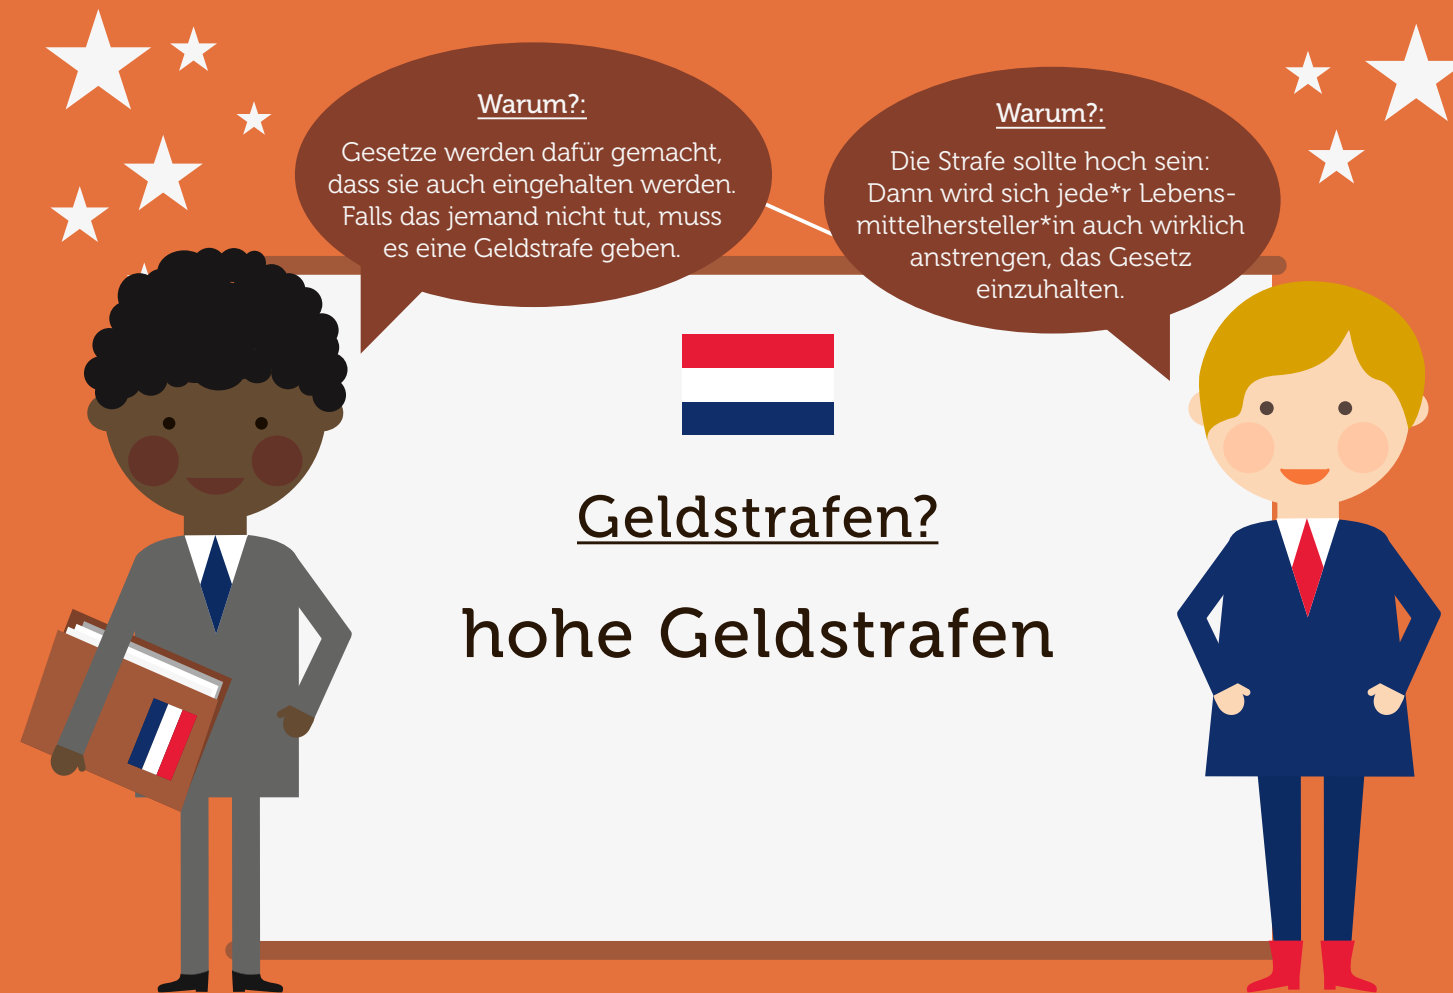 Warum?:
Gesetze werden dafür gemacht,
dass sie auch eingehalten werden.
Falls das jemand nicht tut, muss
es eine Geldstrafe geben.
Warum?:
Die Strafe sollte hoch sein:
Dann wird sich jede*r Lebens-
mittelhersteller*in auch wirklich
anstrengen, das Gesetz
einzuhalten.
Geldstrafen?
hohe Geldstrafen